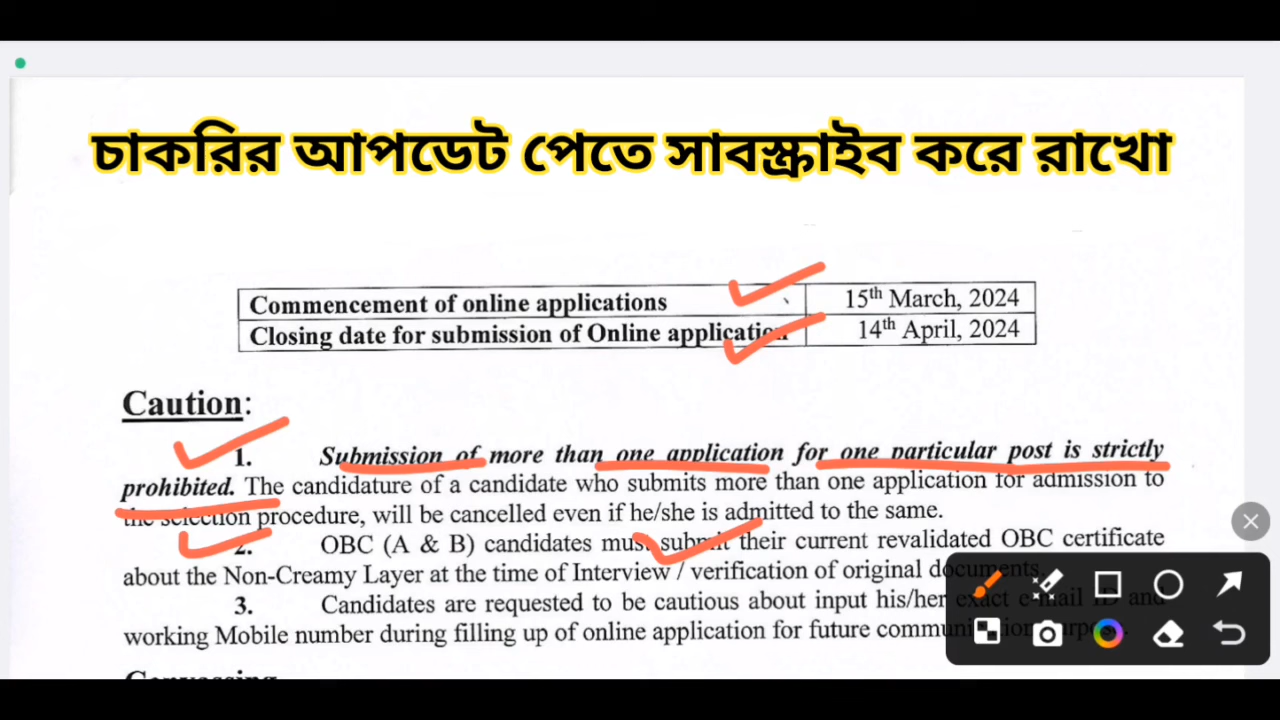 চাকরির আপডেট পেতে সাবস্ক্রাইব করে রাখো
Commencement of online applications 15th March, 2024
Closing date for submission of Online application 14th April, 2024
Caution:
1. Submission of more than one application for one particular post is strictly
prohibited. The candidature of a candidate who submits more than one application for admission to
the selection procedure, will be cancelled even if he/she is admitted to the same.
2. OBC (A & B) candidates must submit their current revalidated OBC certificate
about the Non-Creamy Layer at the time of Interview / verification of original documents.
3. Candidates are requested to be cautious about input his/her exact e-mail ID and
working Mobile number during filling up of online application for future communication purpose.
Canvassing